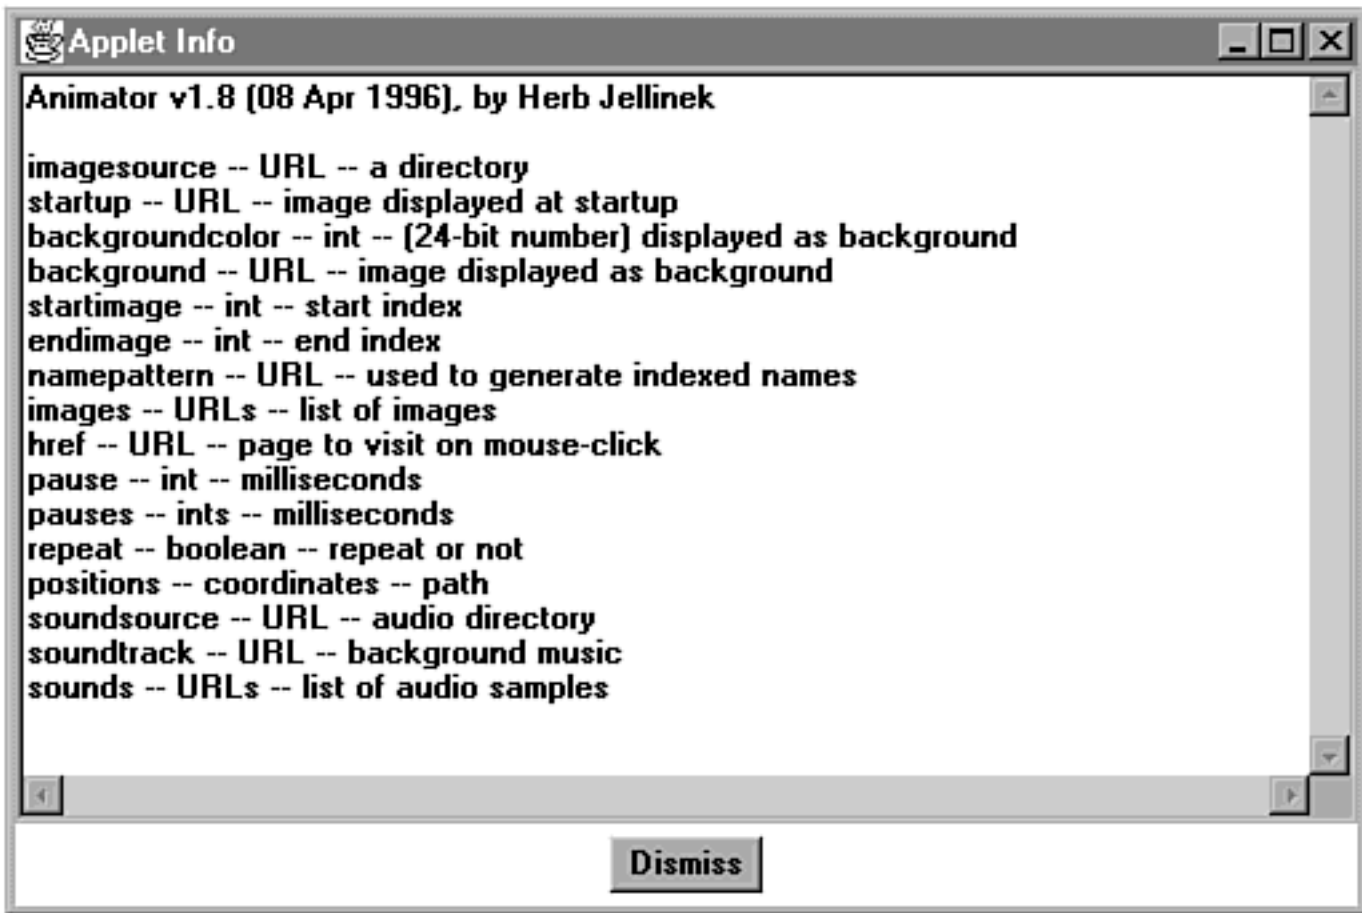 Applet Info
Animator v1.8 (08 Apr 1996), by Herb Jellinek
imagesource -- URL -- a directory
startup -- URL -- image displayed at startup
backgroundcolor -- int -- (24-bit number) displayed as background
background -- URL -- image displayed as background
startimage -- int -- start index
endimage -- int -- end index
namepattern -- URL -- used to generate indexed names
images -- URLs -- list of images
href -- URL -- page to visit on mouse-click
pause -- int -- milliseconds
pauses -- ints -- milliseconds
repeat -- boolean -- repeat or not
positions -- coordinates -- path
soundsource -- URL -- audio directory
soundtrack -- URL -- background music
sounds -- URLs -- list of audio samples
Dismiss